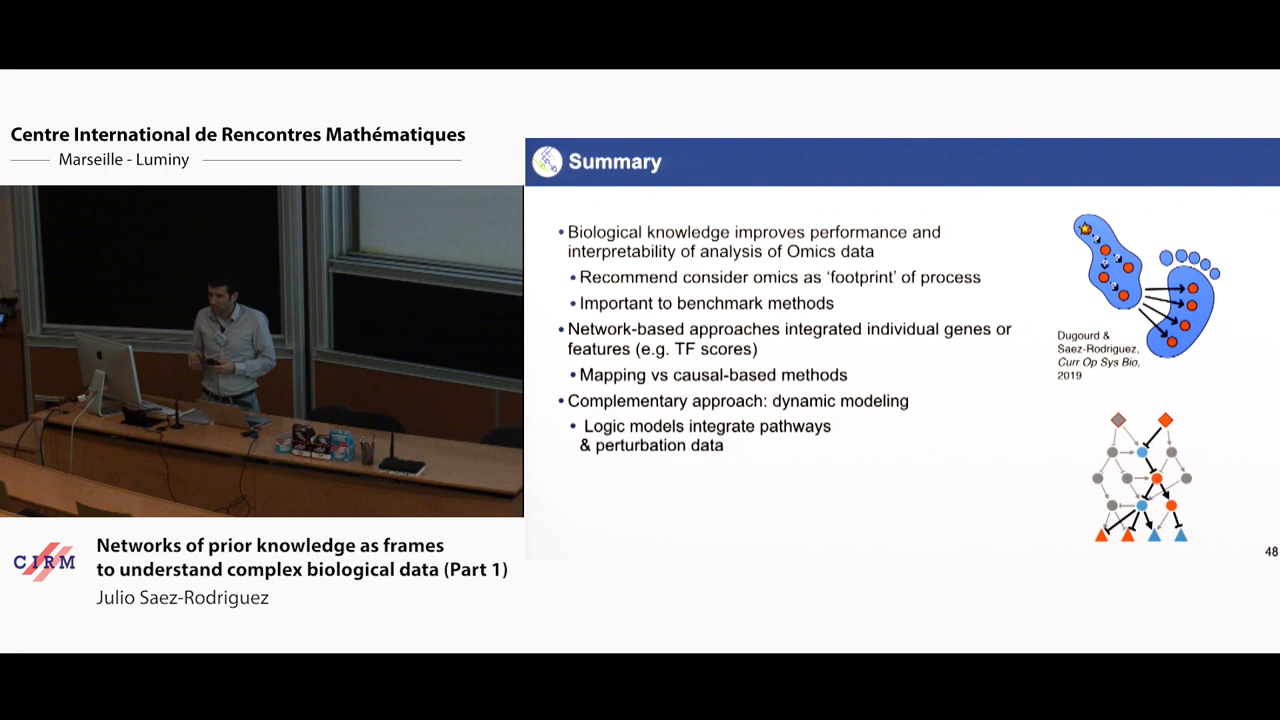 Centre International de Rencontres Mathématiques
Marseille - Luminy
Summary
•Biological knowledge improves performance and
interpretability of analysis of Omics data
•Recommend consider omics as ‘footprint’ of process
•Important to benchmark methods
•Network-based approaches integrated individual genes or
features (e.g. TF scores)
•Mapping vs causal-based methods
•Complementary approach: dynamic modeling
• Logic models integrate pathways
& perturbation data
Dugourd &
Saez-Rodriguez,
Curr Op Sys Bio,
2019
48
CIRM
Networks of prior knowledge as frames
to understand complex biological data (Part 1)
Julio Saez-Rodriguez